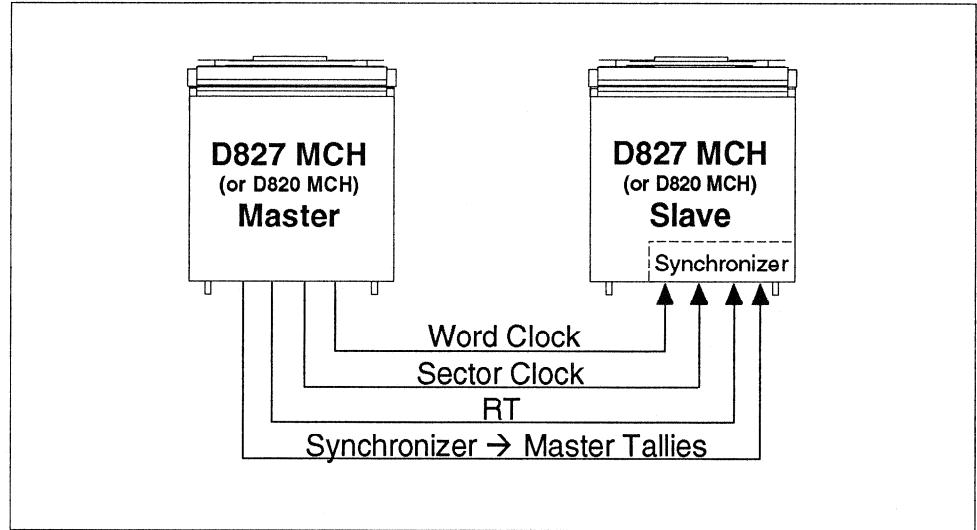 D827 MCH
(or D820 MCH)
Master
D827 MCH
(or D820 MCH)
Slave
Synchronizer
Word Clock
Sector Clock
RT
Synchronizer → Master Tallies